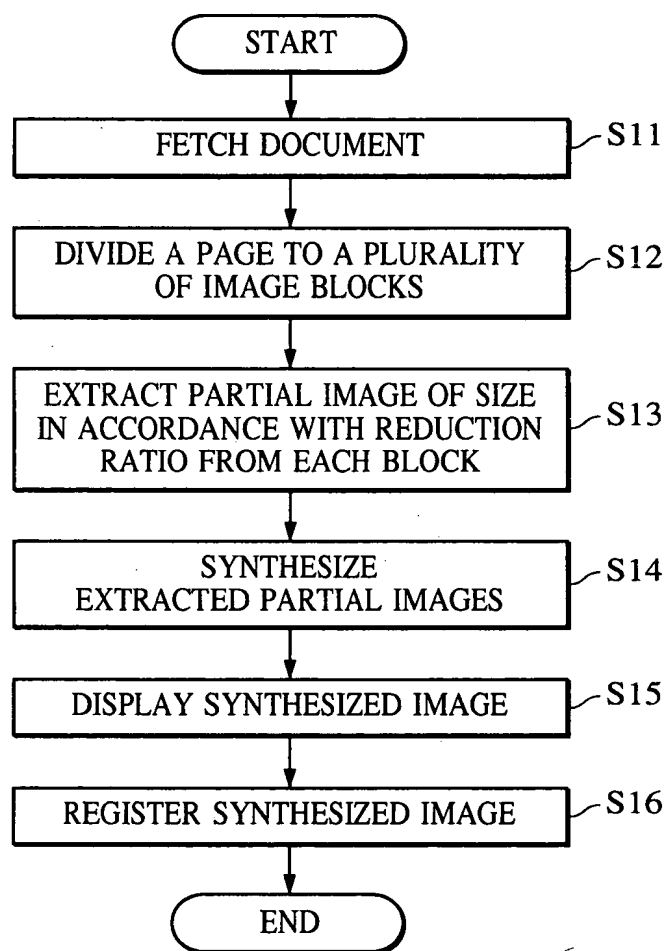 START
FETCH DOCUMENT
S11
DIVIDE A PAGE TO A PLURALITY
OF IMAGE BLOCKS
S12
EXTRACT PARTIAL IMAGE OF SIZE
IN ACCORDANCE WITH REDUCTION
RATIO FROM EACH BLOCK
S13
SYNTHESIZE
EXTRACTED PARTIAL IMAGES
S14
DISPLAY SYNTHESIZED IMAGE
S15
REGISTER SYNTHESIZED IMAGE
S16
END